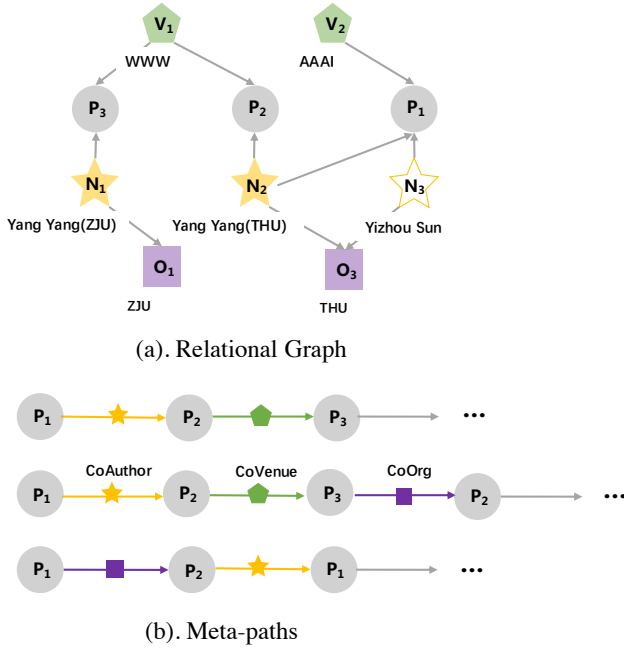 V1 V2
WWW AAAI
P3 P2 P1
N1 N2 N3
Yang Yang(ZJU) Yang Yang(THU) Yizhou Sun
O1 O3
ZJU THU
(a). Relational Graph
P1 P2 P3 ...
CoAuthor CoVenue CoOrg
P1 P2 P3 P2 ...
P1 P2 P1 ...
(b). Meta-paths